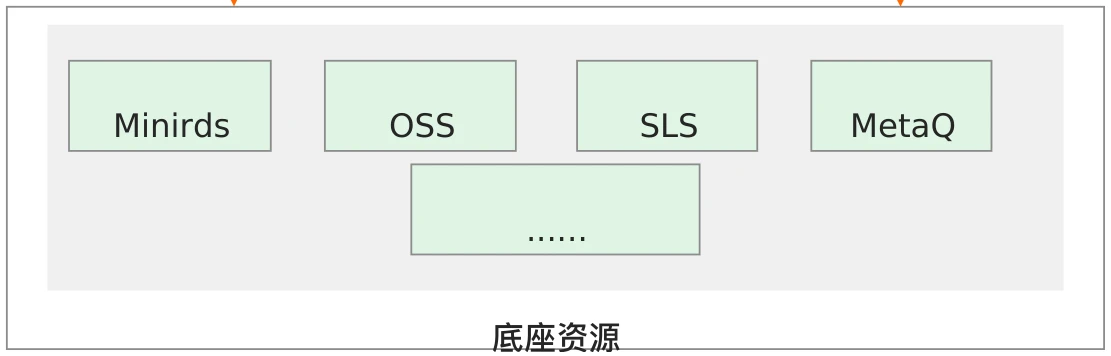 Minirds OSS SLS MetaQ
......
底座资源